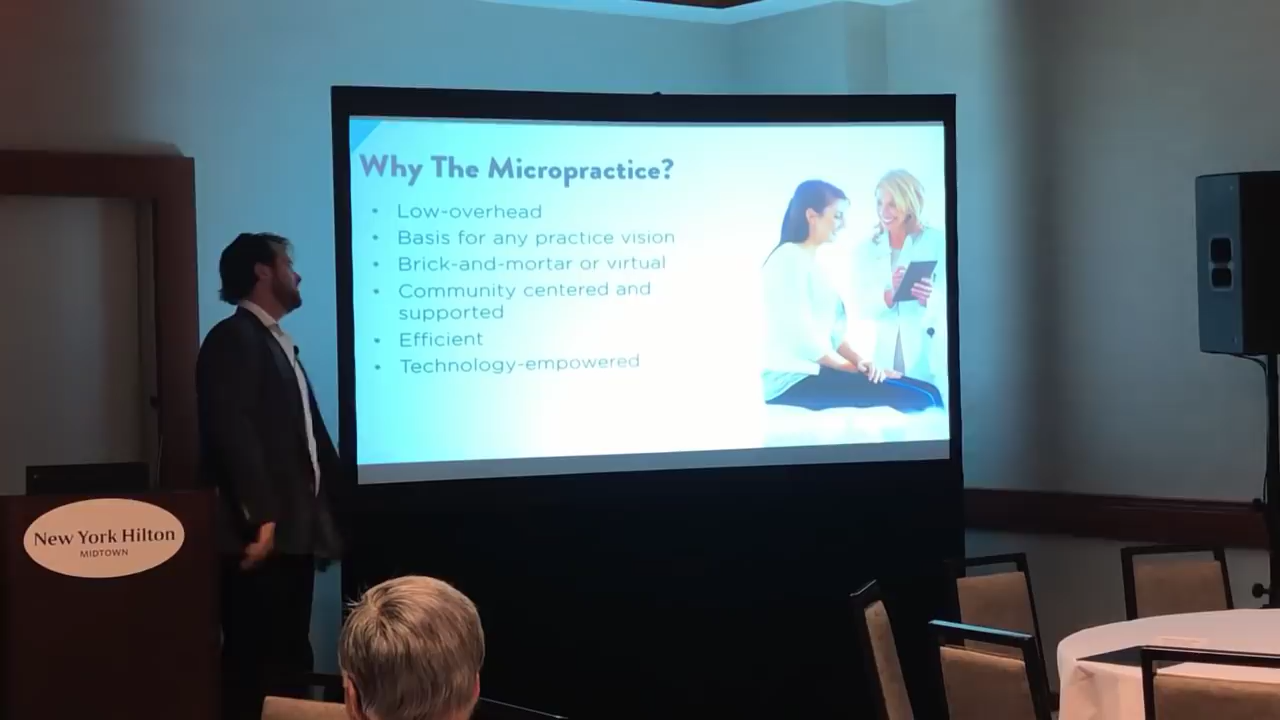 Why The Micropractice?
• Low-overhead
• Basis for any practice vision
• Brick-and-mortar or virtual
• Community centered and
supported
• Efficient
• Technology-empowered
New York Hilton
MIDTOWN